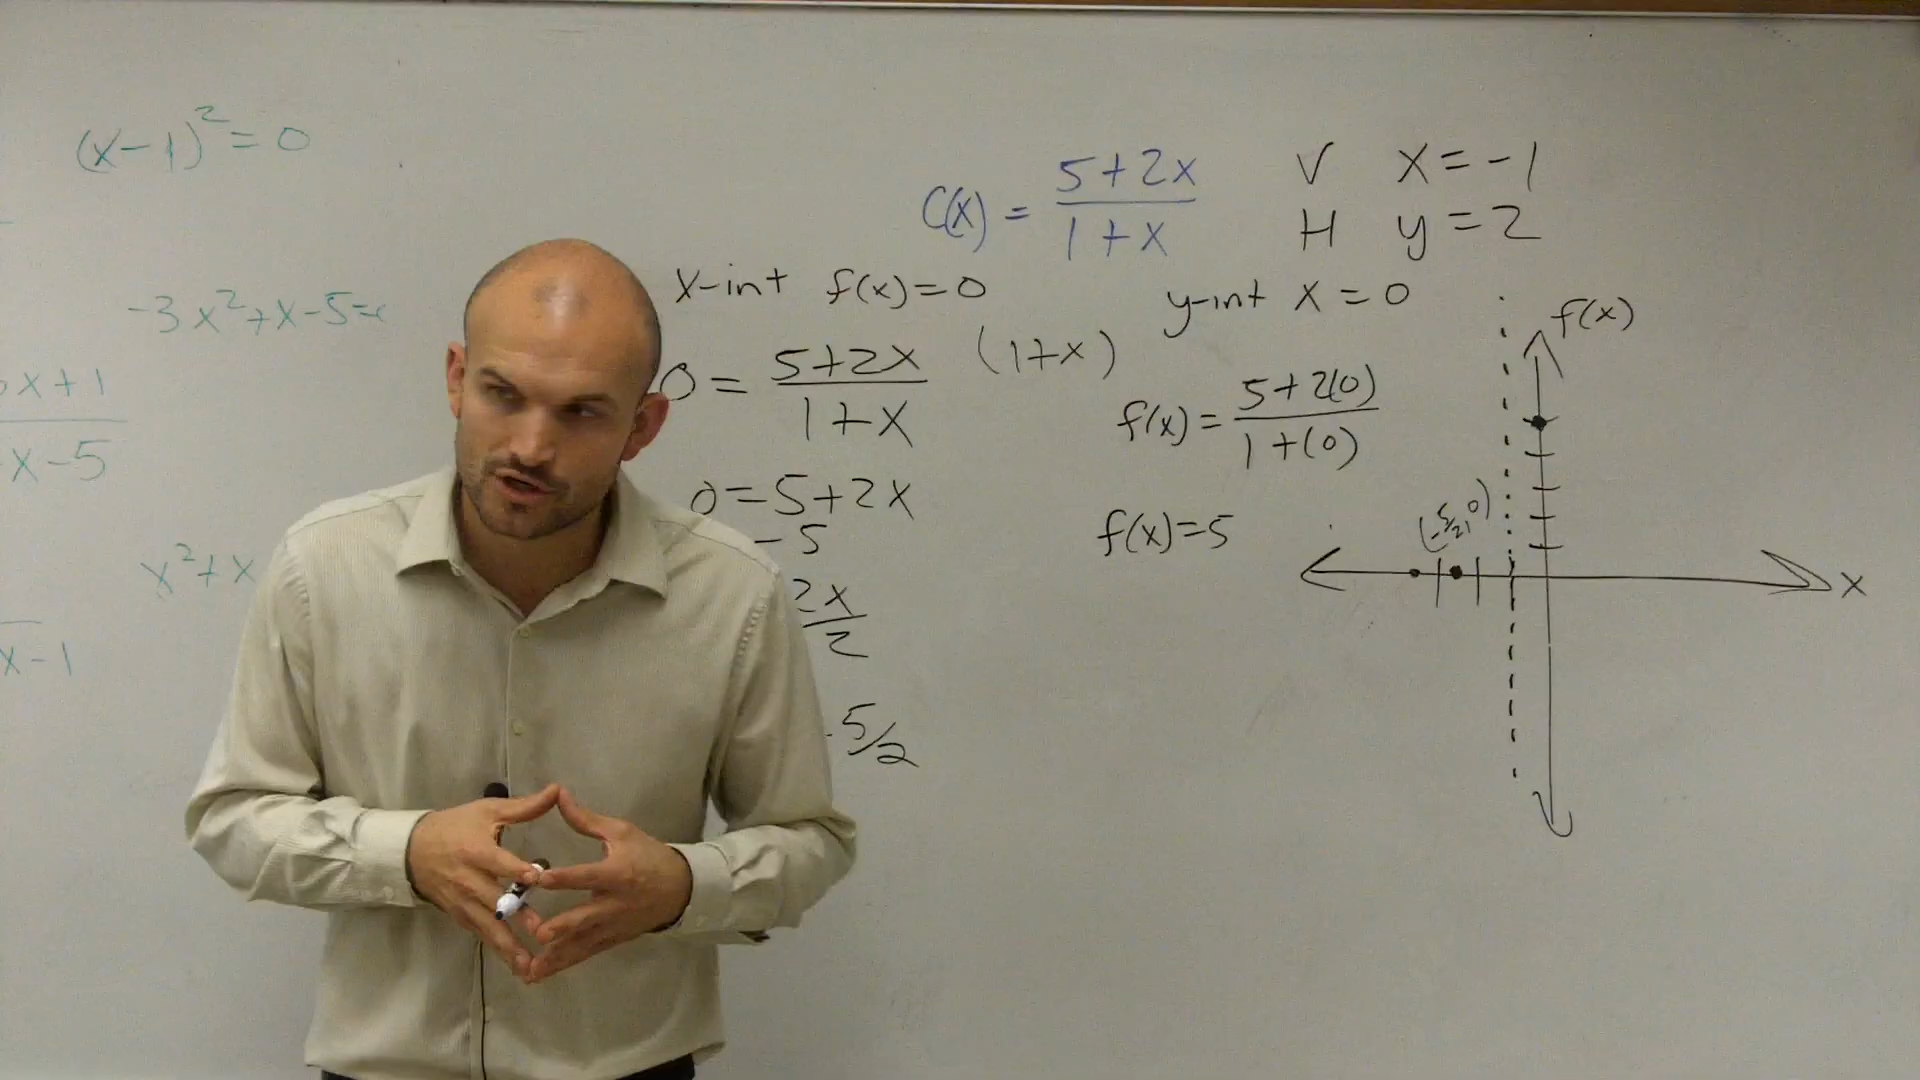 (x-1)²=0
-3x²+x-5=
x+1
x-5
x²+x
x-1
C(x) = 5+2x / 1+x
V x=-1
H y=2
x-int f(x)=0
0 = 5+2x / 1+x (1+x)
0=5+2x
-5
2x / 2
5/2
y-int x=0
f(x) = 5+2(0) / 1+(0)
f(x)=5
f(x)
(-5/2,0)
x